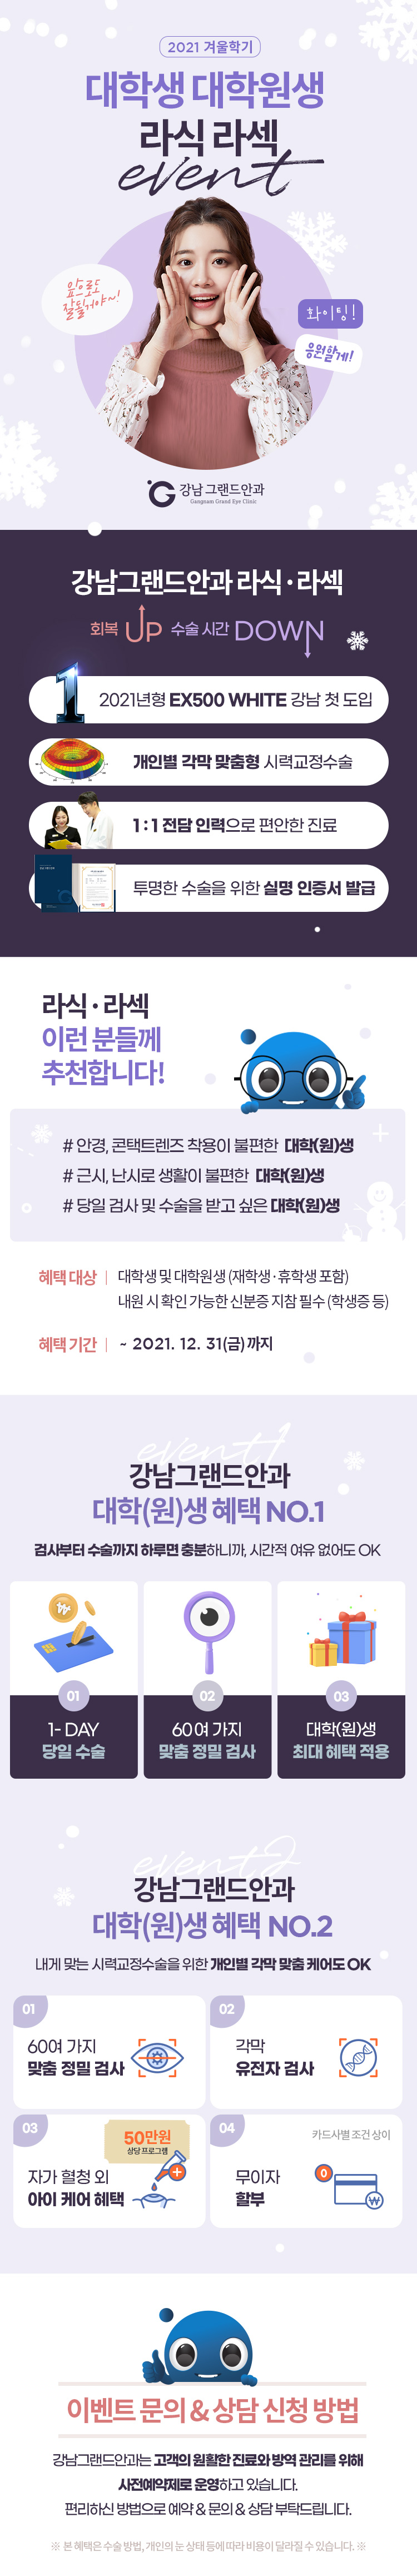 2021 겨울학기
대학생 대학원생
라식 라섹
event
앞으로도
잘될거야~!
화이팅!
응원할게!
강남 그랜드안과
Gangnam Grand Eye Clinic
강남그랜드안과 라식·라섹
회복 UP 수술 시간 DOWN
1 2021년형 EX500 WHITE 강남 첫 도입
개인별 각막 맞춤형 시력교정수술
1:1 전담 인력으로 편안한 진료
투명한 수술을 위한 실명 인증서 발급
라식·라섹
이런 분들께
추천합니다!
# 안경, 콘택트렌즈 착용이 불편한 대학(원)생
# 근시, 난시로 생활이 불편한 대학(원)생
# 당일 검사 및 수술을 받고 싶은 대학(원)생
혜택 대상 | 대학생 및 대학원생 (재학생·휴학생 포함)
내원 시 확인 가능한 신분증 지참 필수 (학생증 등)
혜택 기간 | ~ 2021. 12. 31(금)까지
event1
강남그랜드안과
대학(원)생 혜택 NO.1
검사부터 수술까지 하루면 충분하니까, 시간적 여유 없어도 OK
01
1- DAY
당일 수술
02
60여 가지
맞춤 정밀 검사
03
대학(원)생
최대 혜택 적용
event2
강남그랜드안과
대학(원)생 혜택 NO.2
내게 맞는 시력교정수술을 위한 개인별 각막 맞춤 케어도 OK
01
60여 가지
맞춤 정밀 검사
02
각막
유전자 검사
03
50만원
상당 프로그램
자가 혈청 외
아이 케어 혜택
04
카드사별 조건 상이
무이자
할부
0
₩
이벤트 문의 & 상담 신청 방법
강남그랜드안과는 고객의 원활한 진료와 방역 관리를 위해
사전예약제로 운영하고 있습니다.
편리하신 방법으로 예약 & 문의 & 상담 부탁드립니다.
※ 본 혜택은 수술 방법, 개인의 눈 상태 등에 따라 비용이 달라질 수 있습니다. ※